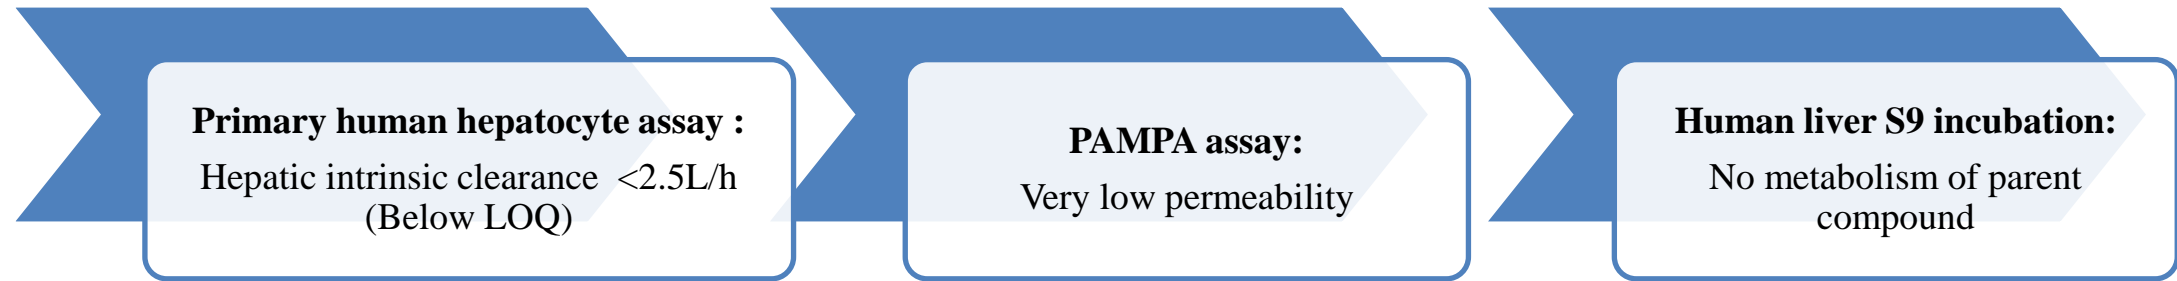 Primary human hepatocyte assay :
Hepatic intrinsic clearance <2.5L/h
(Below LOQ)
PAMPA assay:
Very low permeability
Human liver S9 incubation:
No metabolism of parent
compound